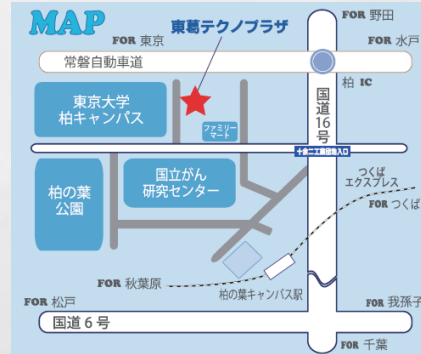 MAP
東葛テクノプラザ
FOR 野田
FOR 東京
FOR 水戸
常磐自動車道
柏 IC
東京大学
柏キャンパス
国道16号
ファミリー
マート
十余二工業団地入口
柏の葉
公園
国立がん
研究センター
つくば
エクスプレス
FOR つくば
FOR 秋葉原
柏の葉キャンパス駅
FOR 松戸
FOR 我孫子
国道6号
FOR 千葉